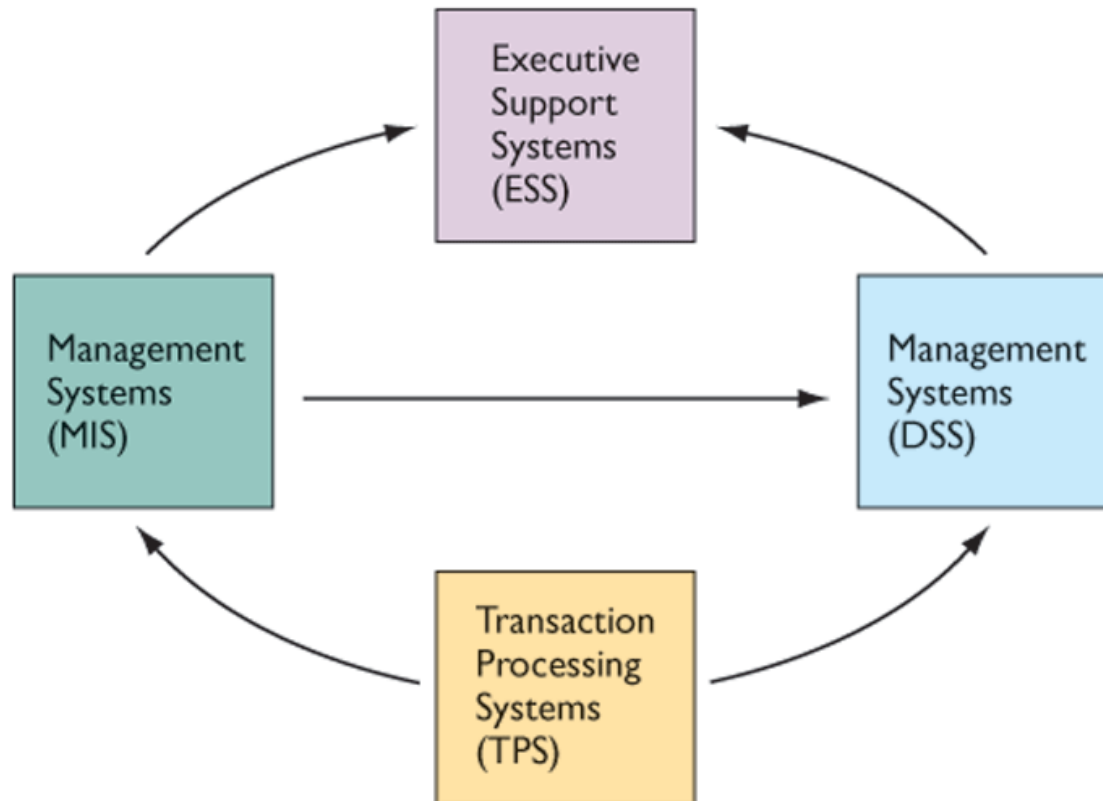 Executive
Support
Systems
(ESS)
Management
Systems
(MIS)
Management
Systems
(DSS)
Transaction
Processing
Systems
(TPS)